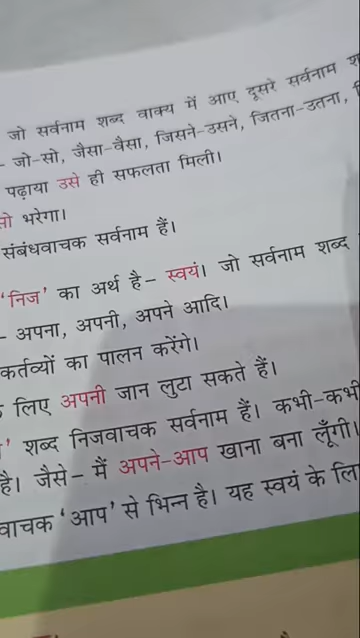 जो सर्वनाम शब्द वाक्य में आए दूसरे सर्वनाम
– जो-सो, जैसा-वैसा, जिसने-उसने, जितना-उतना,
पढ़ाया उसे ही सफलता मिली।
सो भरेगा।
संबंधवाचक सर्वनाम हैं।
'निज' का अर्थ है– स्वयं। जो सर्वनाम शब्द
– अपना, अपनी, अपने आदि।
कर्तव्यों का पालन करेंगे।
लिए अपनी जान लुटा सकते हैं।
' शब्द निजवाचक सर्वनाम हैं। कभी-कभी
है। जैसे– मैं अपने-आप खाना बना लूँगी।
वाचक 'आप' से भिन्न है। यह स्वयं के